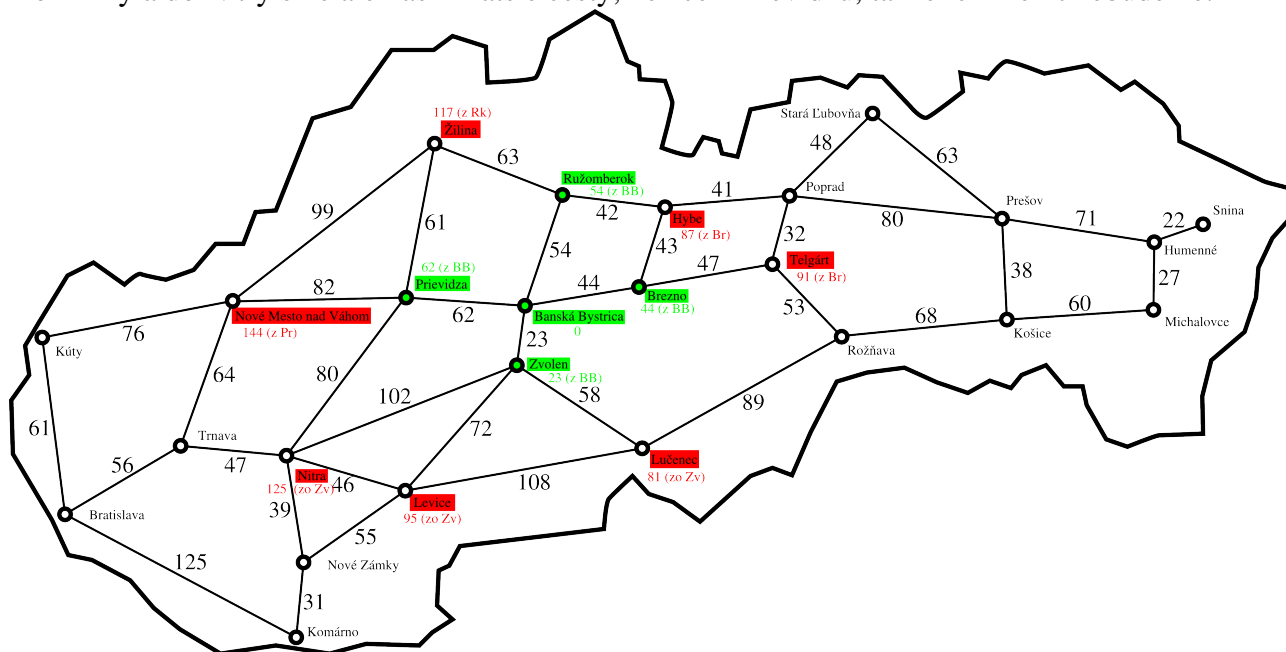 117 (z Rk)
Žilina
Stará Ľubovňa
63
48
63
Ružomberok
54 (z BB)
41
Poprad
42
Hybe
87 (z Br)
80
Prešov
71
22
Snina
Humenné
99
61
54
43
32
62 (z BB)
Prievidza
82
44
47
Telgárt
91 (z Br)
38
27
Nové Mesto nad Váhom
144 (z Pr)
62
Banská Bystrica
0
Brezno
44 (z BB)
53
60
Michalovce
76
Kúty
23
68
Košice
Rožňava
64
80
Zvolen
23 (z BB)
102
58
89
61
72
Trnava
56
47
Nitra
125 (zo Zv)
46
Lučenec
81 (zo Zv)
108
Levice
95 (zo Zv)
Bratislava
39
55
125
Nové Zámky
31
Komárno